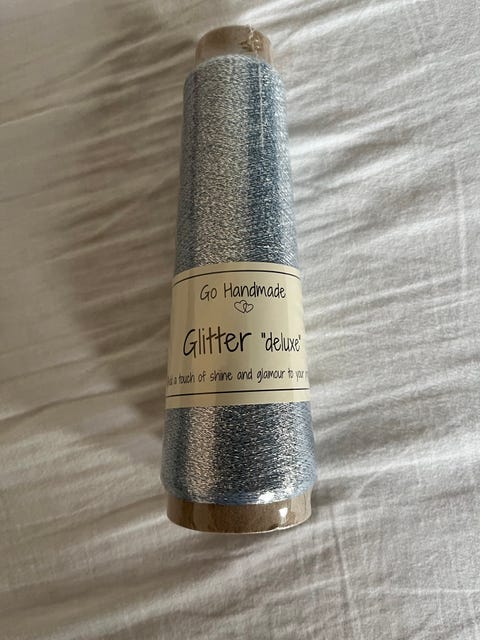 Go Handmade
Glitter "deluxe"
a touch of shine and glamour to your